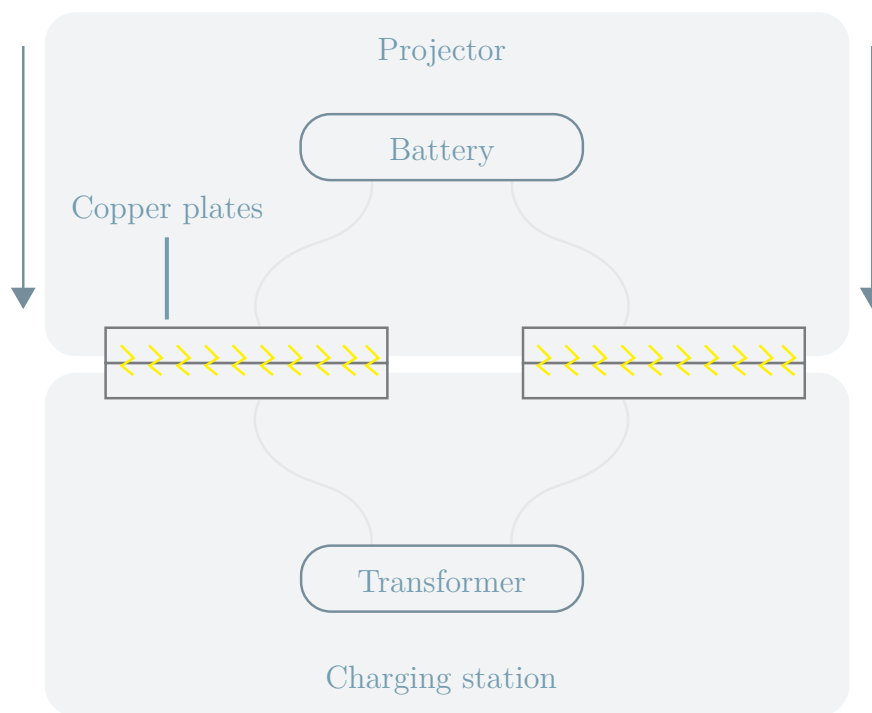 Projector
Battery
Copper plates
Transformer
Charging station